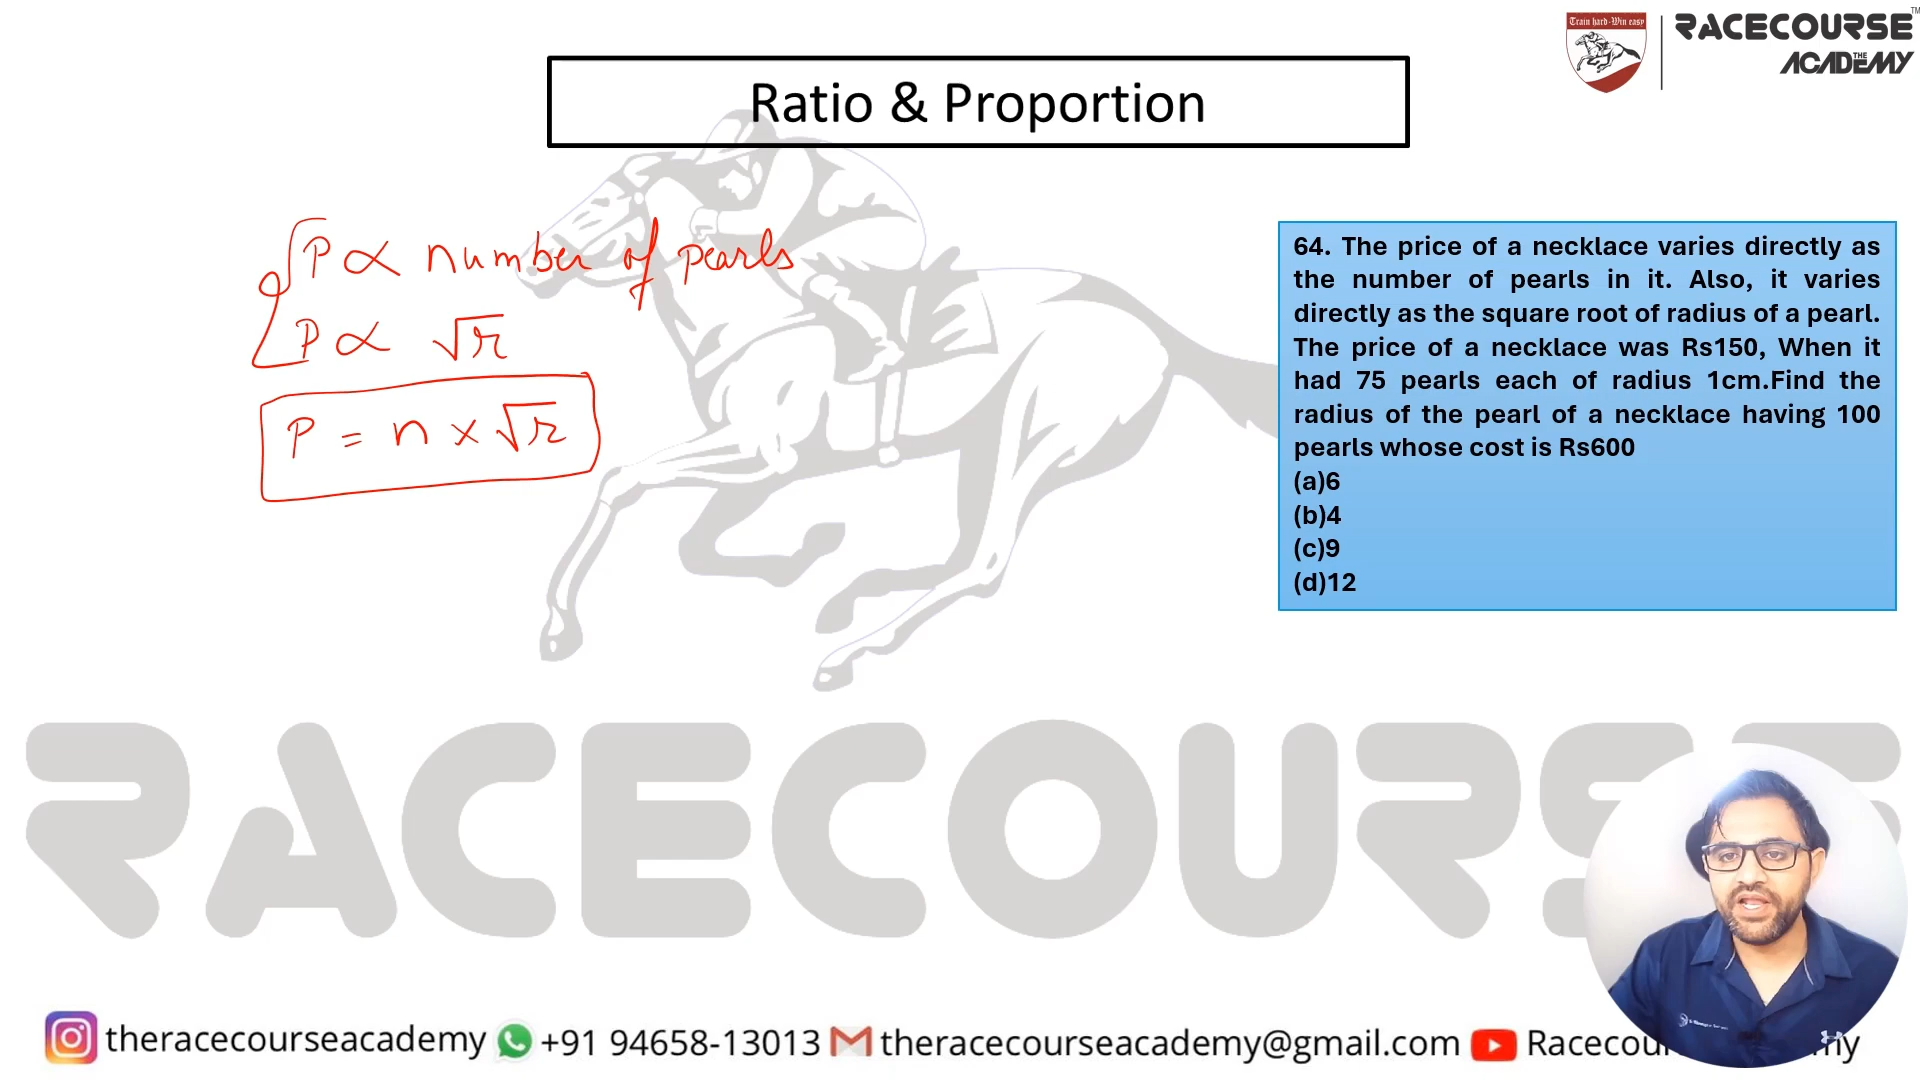 Train hard-Win easy
RACECOURSE
TM
THE
ACADEMY
Ratio & Proportion
P ∝ number of pearls
P ∝ √r
P = n × √r
64. The price of a necklace varies directly as
the number of pearls in it. Also, it varies
directly as the square root of radius of a pearl.
The price of a necklace was Rs150, When it
had 75 pearls each of radius 1cm.Find the
radius of the pearl of a necklace having 100
pearls whose cost is Rs600
(a)6
(b)4
(c)9
(d)12
RACECOURSE
theracecourseacademy +91 94658-13013 theracecourseacademy@gmail.com